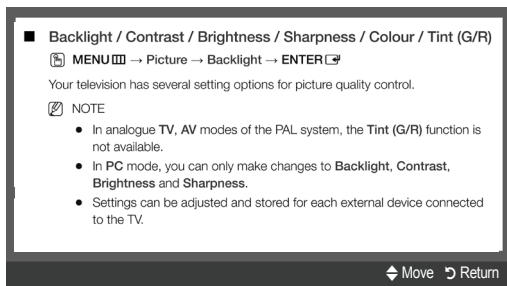 ■ Backlight / Contrast / Brightness / Sharpness / Colour / Tint (G/R)
MENU → Picture → Backlight → ENTER
Your television has several setting options for picture quality control.
NOTE
● In analogue TV, AV modes of the PAL system, the Tint (G/R) function is
not available.
● In PC mode, you can only make changes to Backlight, Contrast,
Brightness and Sharpness.
● Settings can be adjusted and stored for each external device connected
to the TV.
Move Return